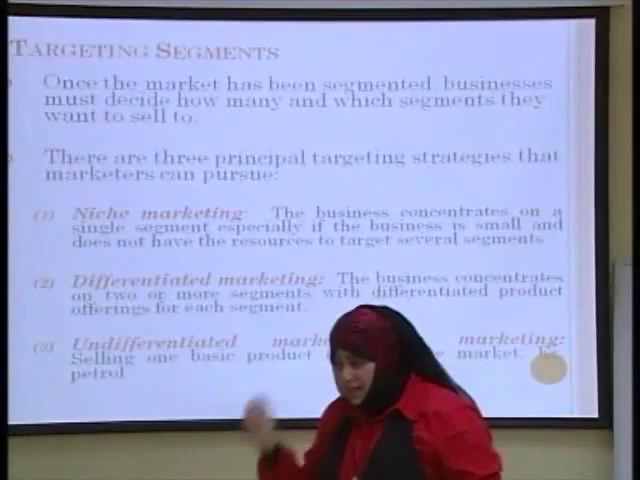 TARGETING SEGMENTS
Once the market has been segmented businesses
must decide how many and which segments they
want to sell to.
There are three principal targeting strategies that
marketers can pursue:
(1) Niche marketing: The business concentrates on a
single segment especially if the business is small and
does not have the resources to target several segments
(2) Differentiated marketing: The business concentrates
on two or more segments with differentiated product
offerings for each segment.
(3) Undifferentiated marketing:
Selling one basic product market.
petrol